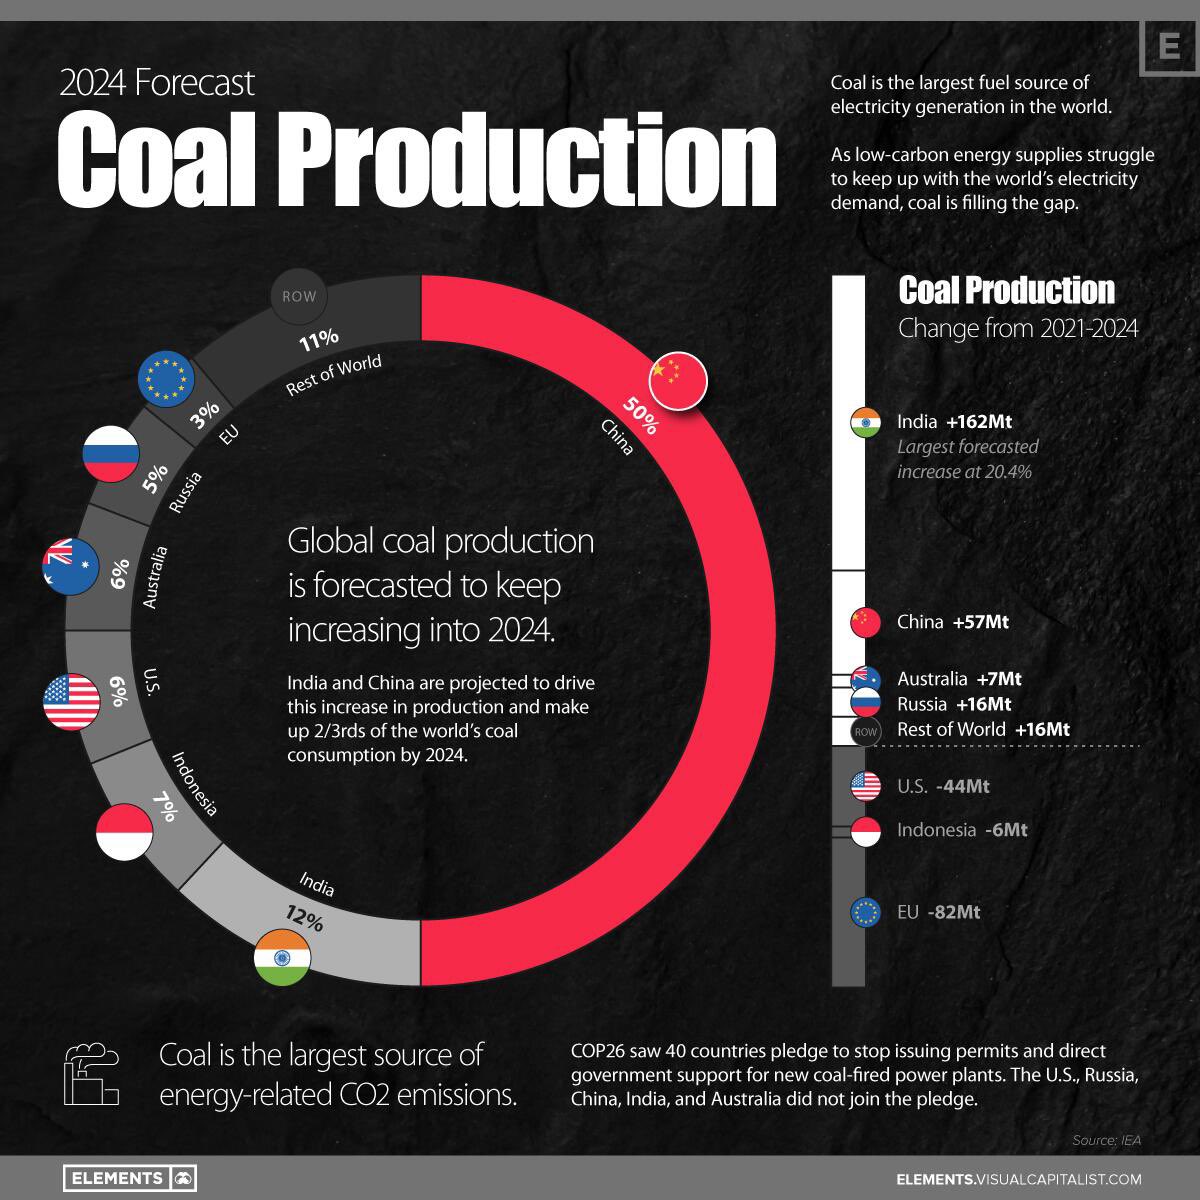 E
2024 Forecast
Coal Production
Coal is the largest fuel source of
electricity generation in the world.
As low-carbon energy supplies struggle
to keep up with the world's electricity
demand, coal is filling the gap.
ROW
11%
Rest of World
3%
EU
5%
Russia
6%
Australia
6%
U.S.
7%
Indonesia
12%
India
50%
China
Global coal production
is forecasted to keep
increasing into 2024.
India and China are projected to drive
this increase in production and make
up 2/3rds of the world's coal
consumption by 2024.
Coal Production
Change from 2021-2024
India +162Mt
Largest forecasted
increase at 20.4%
China +57Mt
Australia +7Mt
Russia +16Mt
ROW
Rest of World +16Mt
U.S. -44Mt
Indonesia -6Mt
EU -82Mt
Coal is the largest source of
energy-related CO2 emissions.
COP26 saw 40 countries pledge to stop issuing permits and direct
government support for new coal-fired power plants. The U.S., Russia,
China, India, and Australia did not join the pledge.
Source: IEA
ELEMENTS
ELEMENTS.VISUALCAPITALIST.COM